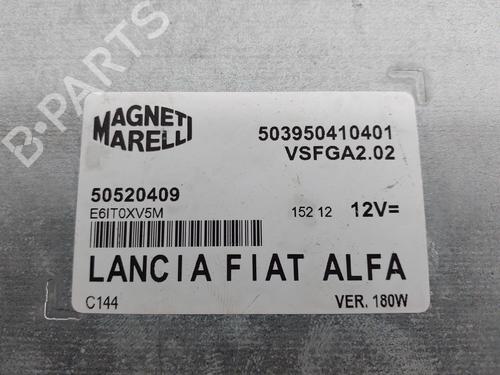 MAGNETI
MARELLI
503950410401
VSFGA2.02
50520409
E6IT0XV5M
152 12
12V=
LANCIA FIAT ALFA
C144
VER. 180W
B-PARTS